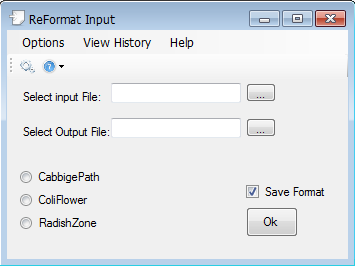 ReFormat Input
Options View History Help
Select input File: ...
Select Output File: ...
CabbigePath
ColiFlower
Save Format
RadishZone
Ok